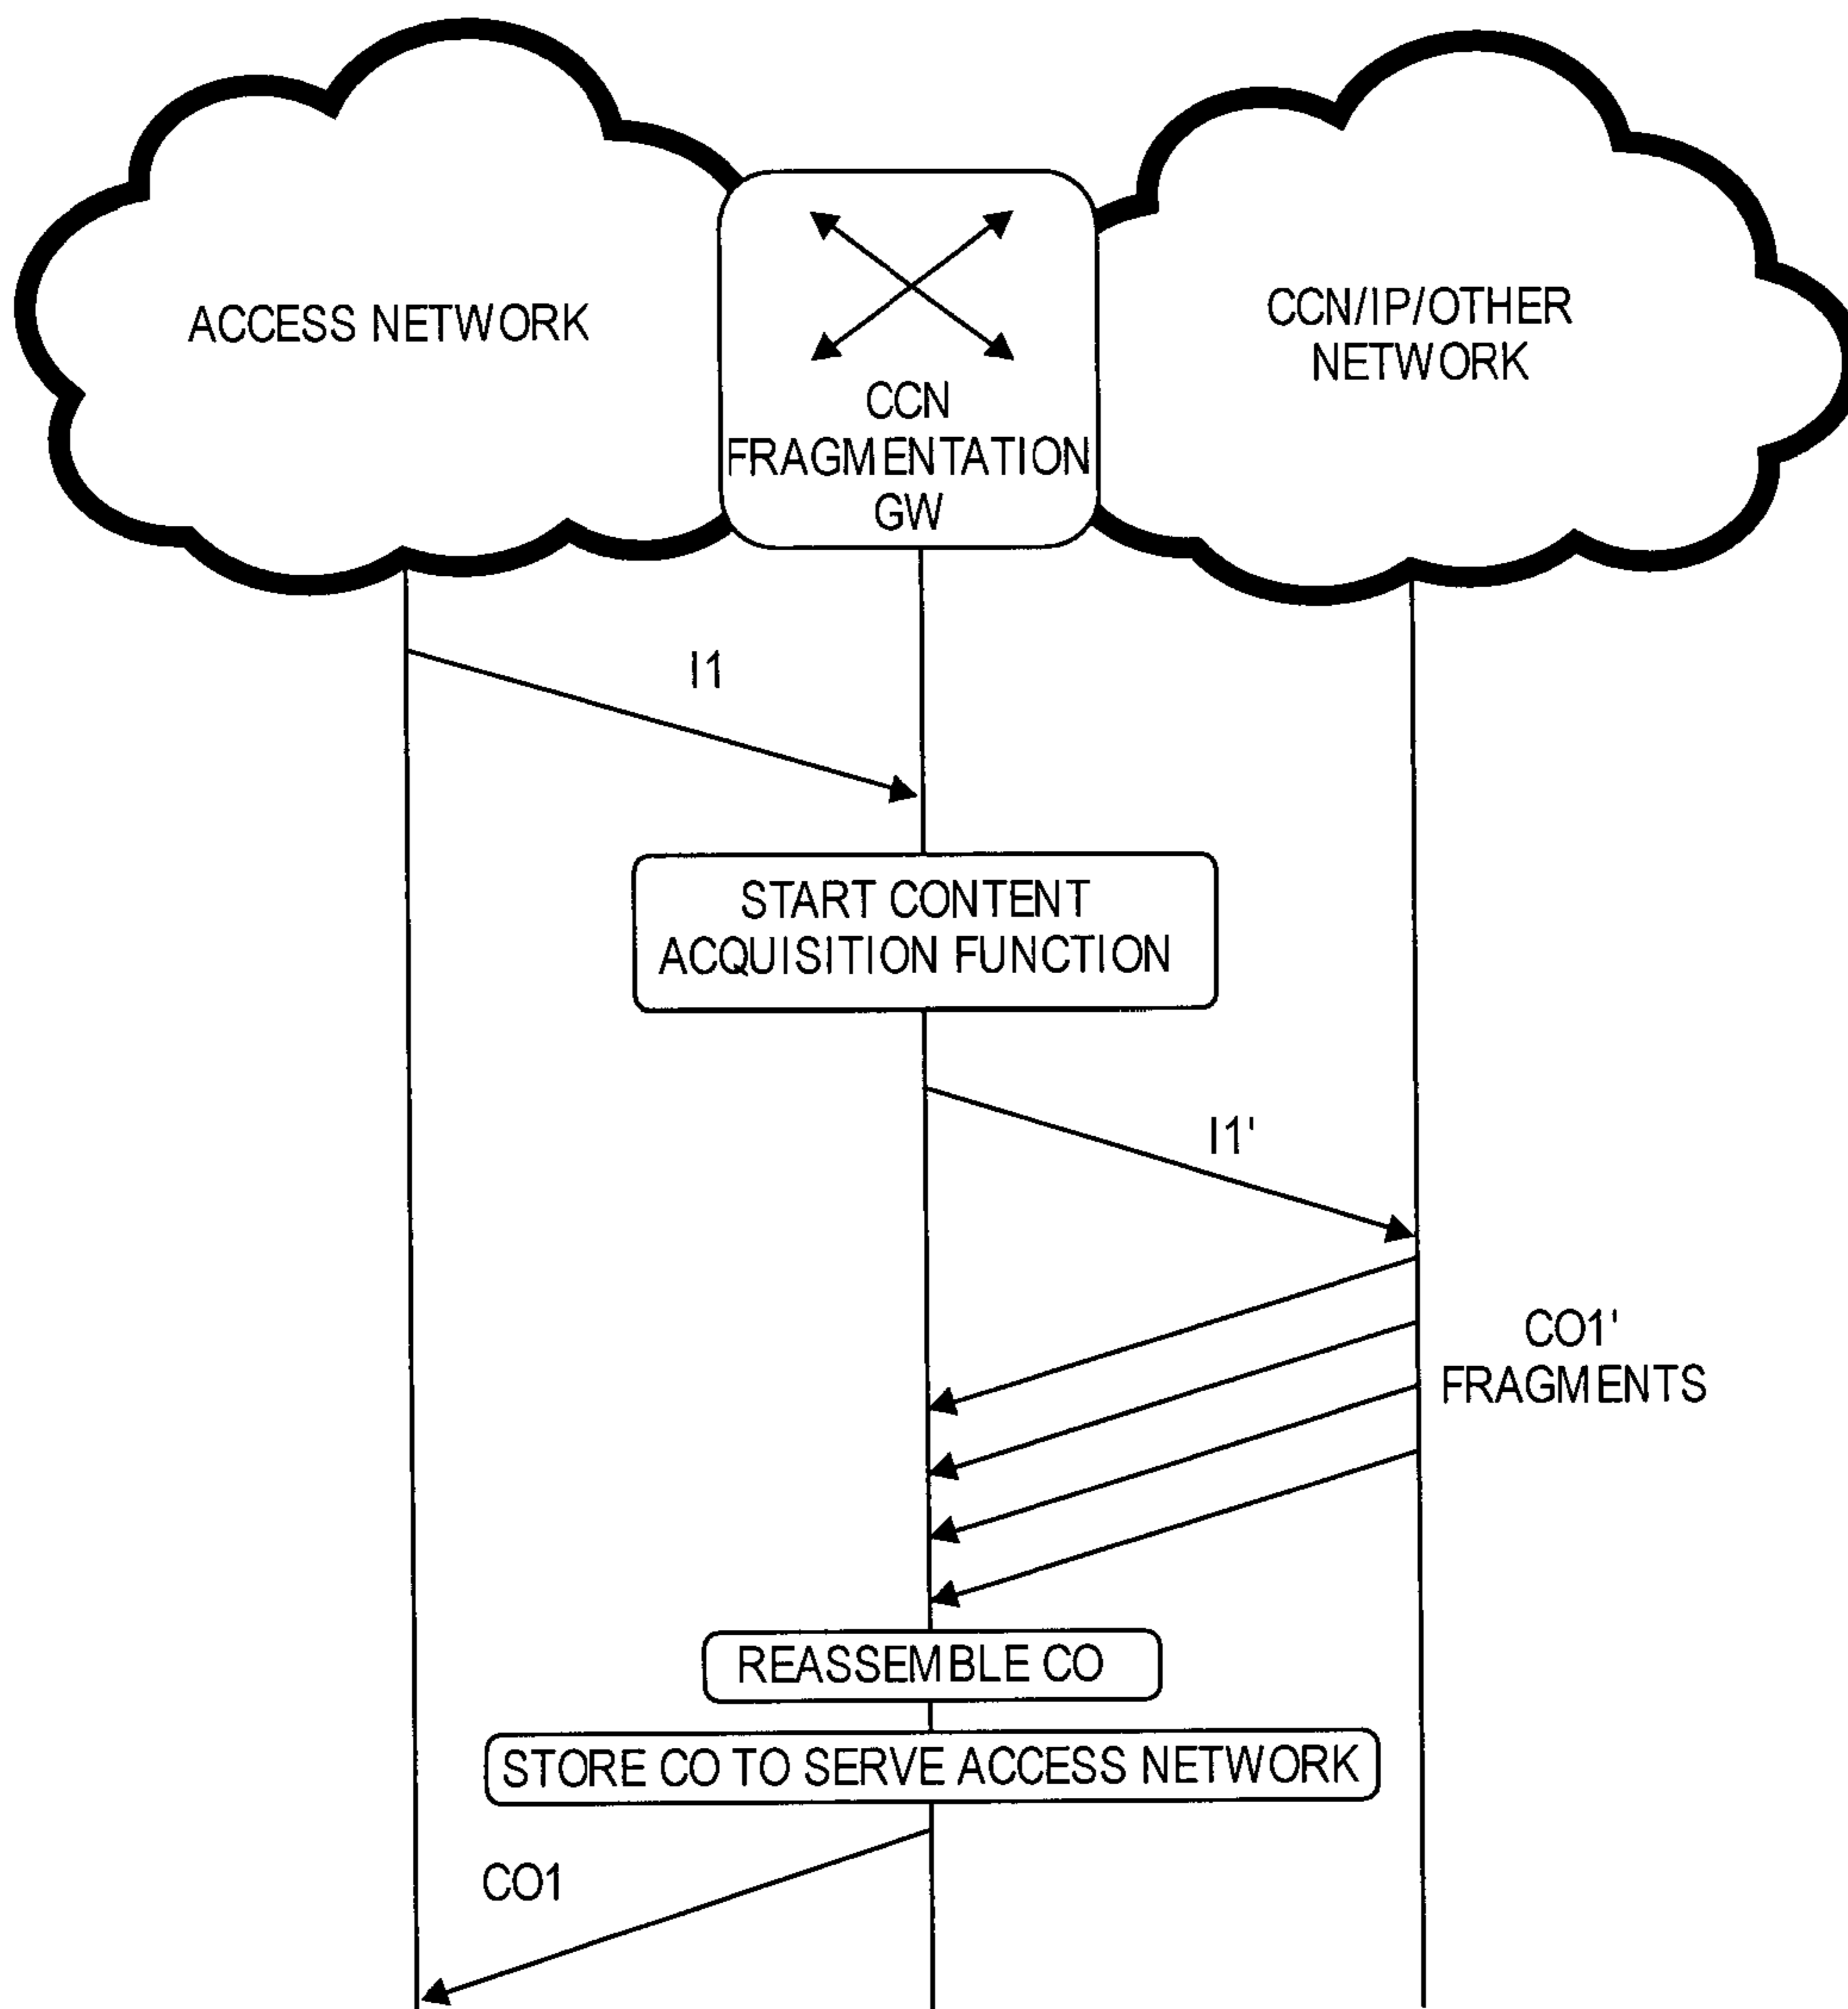 ACCESS NETWORK
CCN/IP/OTHER
NETWORK
CCN
FRAGMENTATION
GW
I1
START CONTENT
ACQUISITION FUNCTION
I1'
CO1'
FRAGMENTS
REASSEMBLE CO
STORE CO TO SERVE ACCESS NETWORK
CO1